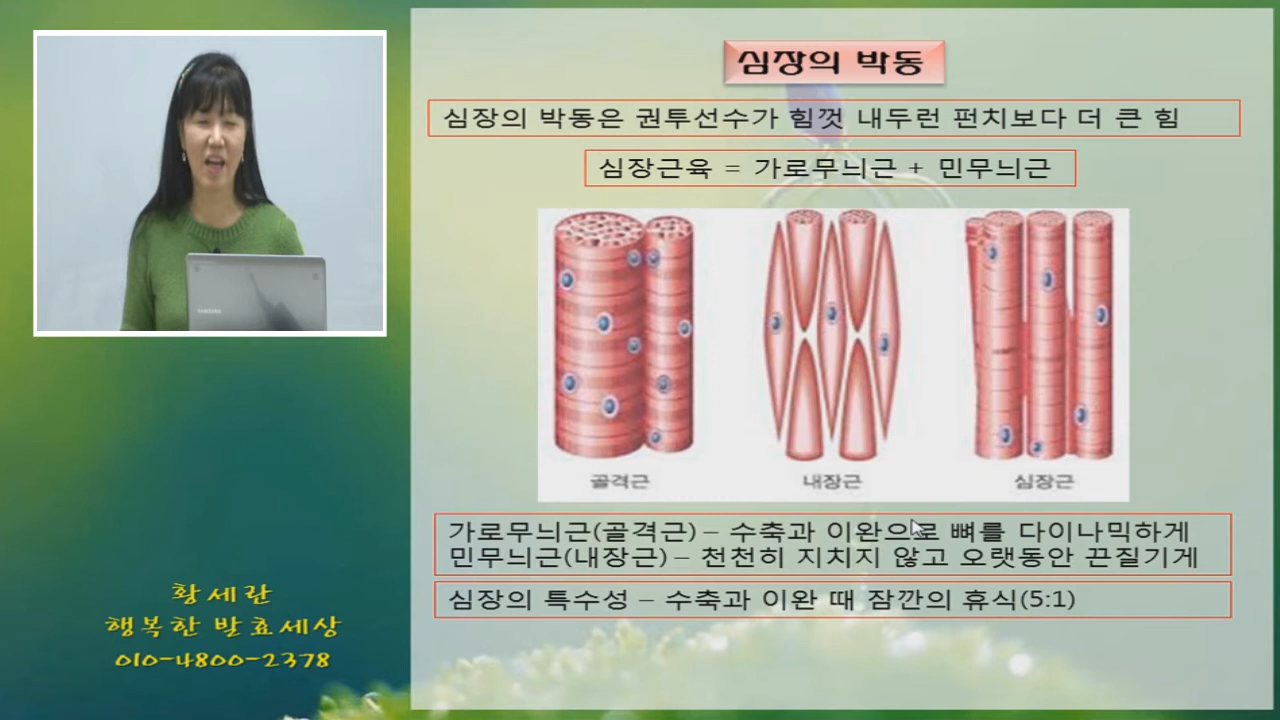 심장의 박동
심장의 박동은 권투선수가 힘껏 내두런 펀치보다 더 큰 힘
심장근육 = 가로무늬근 + 민무늬근
골격근
내장근
심장근
가로무늬근(골격근) – 수축과 이완으로 뼈를 다이나믹하게
민무늬근(내장근) – 천천히 지치지 않고 오랫동안 끈질기게
심장의 특수성 – 수축과 이완 때 잠깐의 휴식(5:1)
황세란
행복한 발효세상
010-4800-2378
SAMSUNG